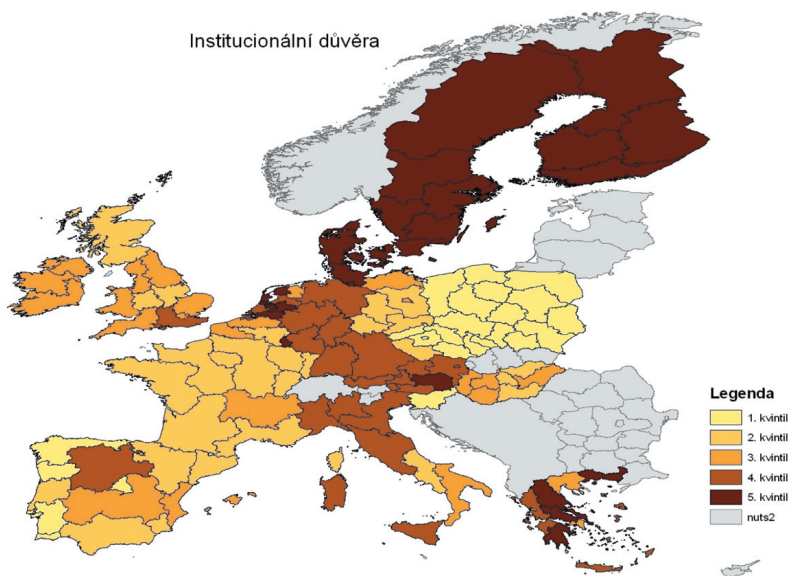 Institucionální důvěra
Legenda
1. kvintil
2. kvintil
3. kvintil
4. kvintil
5. kvintil
nuts2